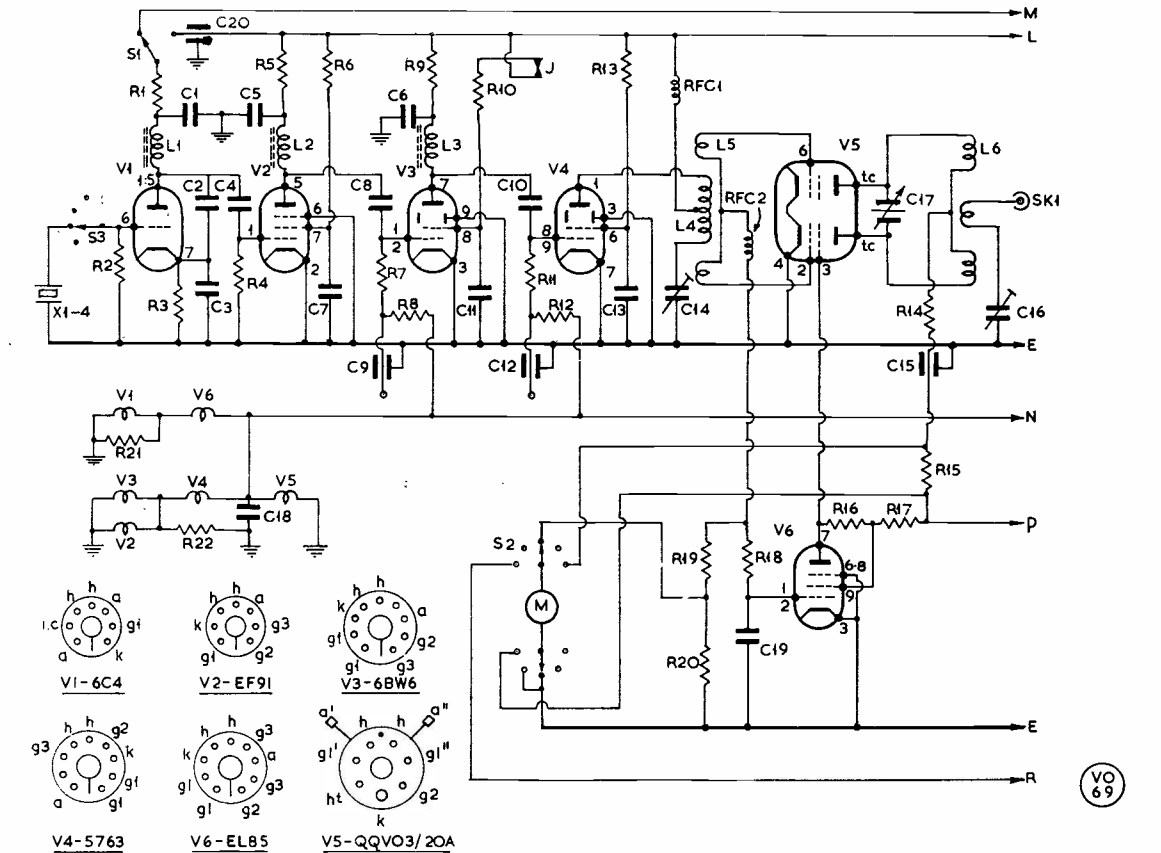 M
C20
L
S1
R5
R6
R9
R10
J
R13
RFC1
R1
C1
C5
C6
L1
L2
L3
L5
6
V5
L6
V1
V2
V3
V4
1·5
5
7
1
tc
C2
C4
C8
C10
RFC2
C17
SK1
6
S3
7
1
6
7
1
2
9
8
8
9
3
6
L4
tc
4
2
3
R2
R3
C3
R4
2
C7
R7
R8
3
C11
R11
R12
7
C13
C14
R14
C16
X1-4
E
C9
C12
C15
V1
V6
N
R21
V3
V4
V5
R15
C18
V2
R22
R16
R17
P
S2
V6
7
R19
R18
6·8
9
1
2
3
M
C19
R20
h
h
a
g1
k
a
I.C
V1-6C4
h
h
a
g3
g2
g1
k
V2-EF91
h
h
a
g2
g3
g1
g1
k
V3-6BW6
E
R
VO
69
h
h
g2
k
g1
g1
a
g3
V4-5763
h
h
g3
a
g3
g2
g1
g1
k
V6-EL85
a'
h
h
a"
g1'
g1"
ht
g2
k
V5-QQVO3/20A